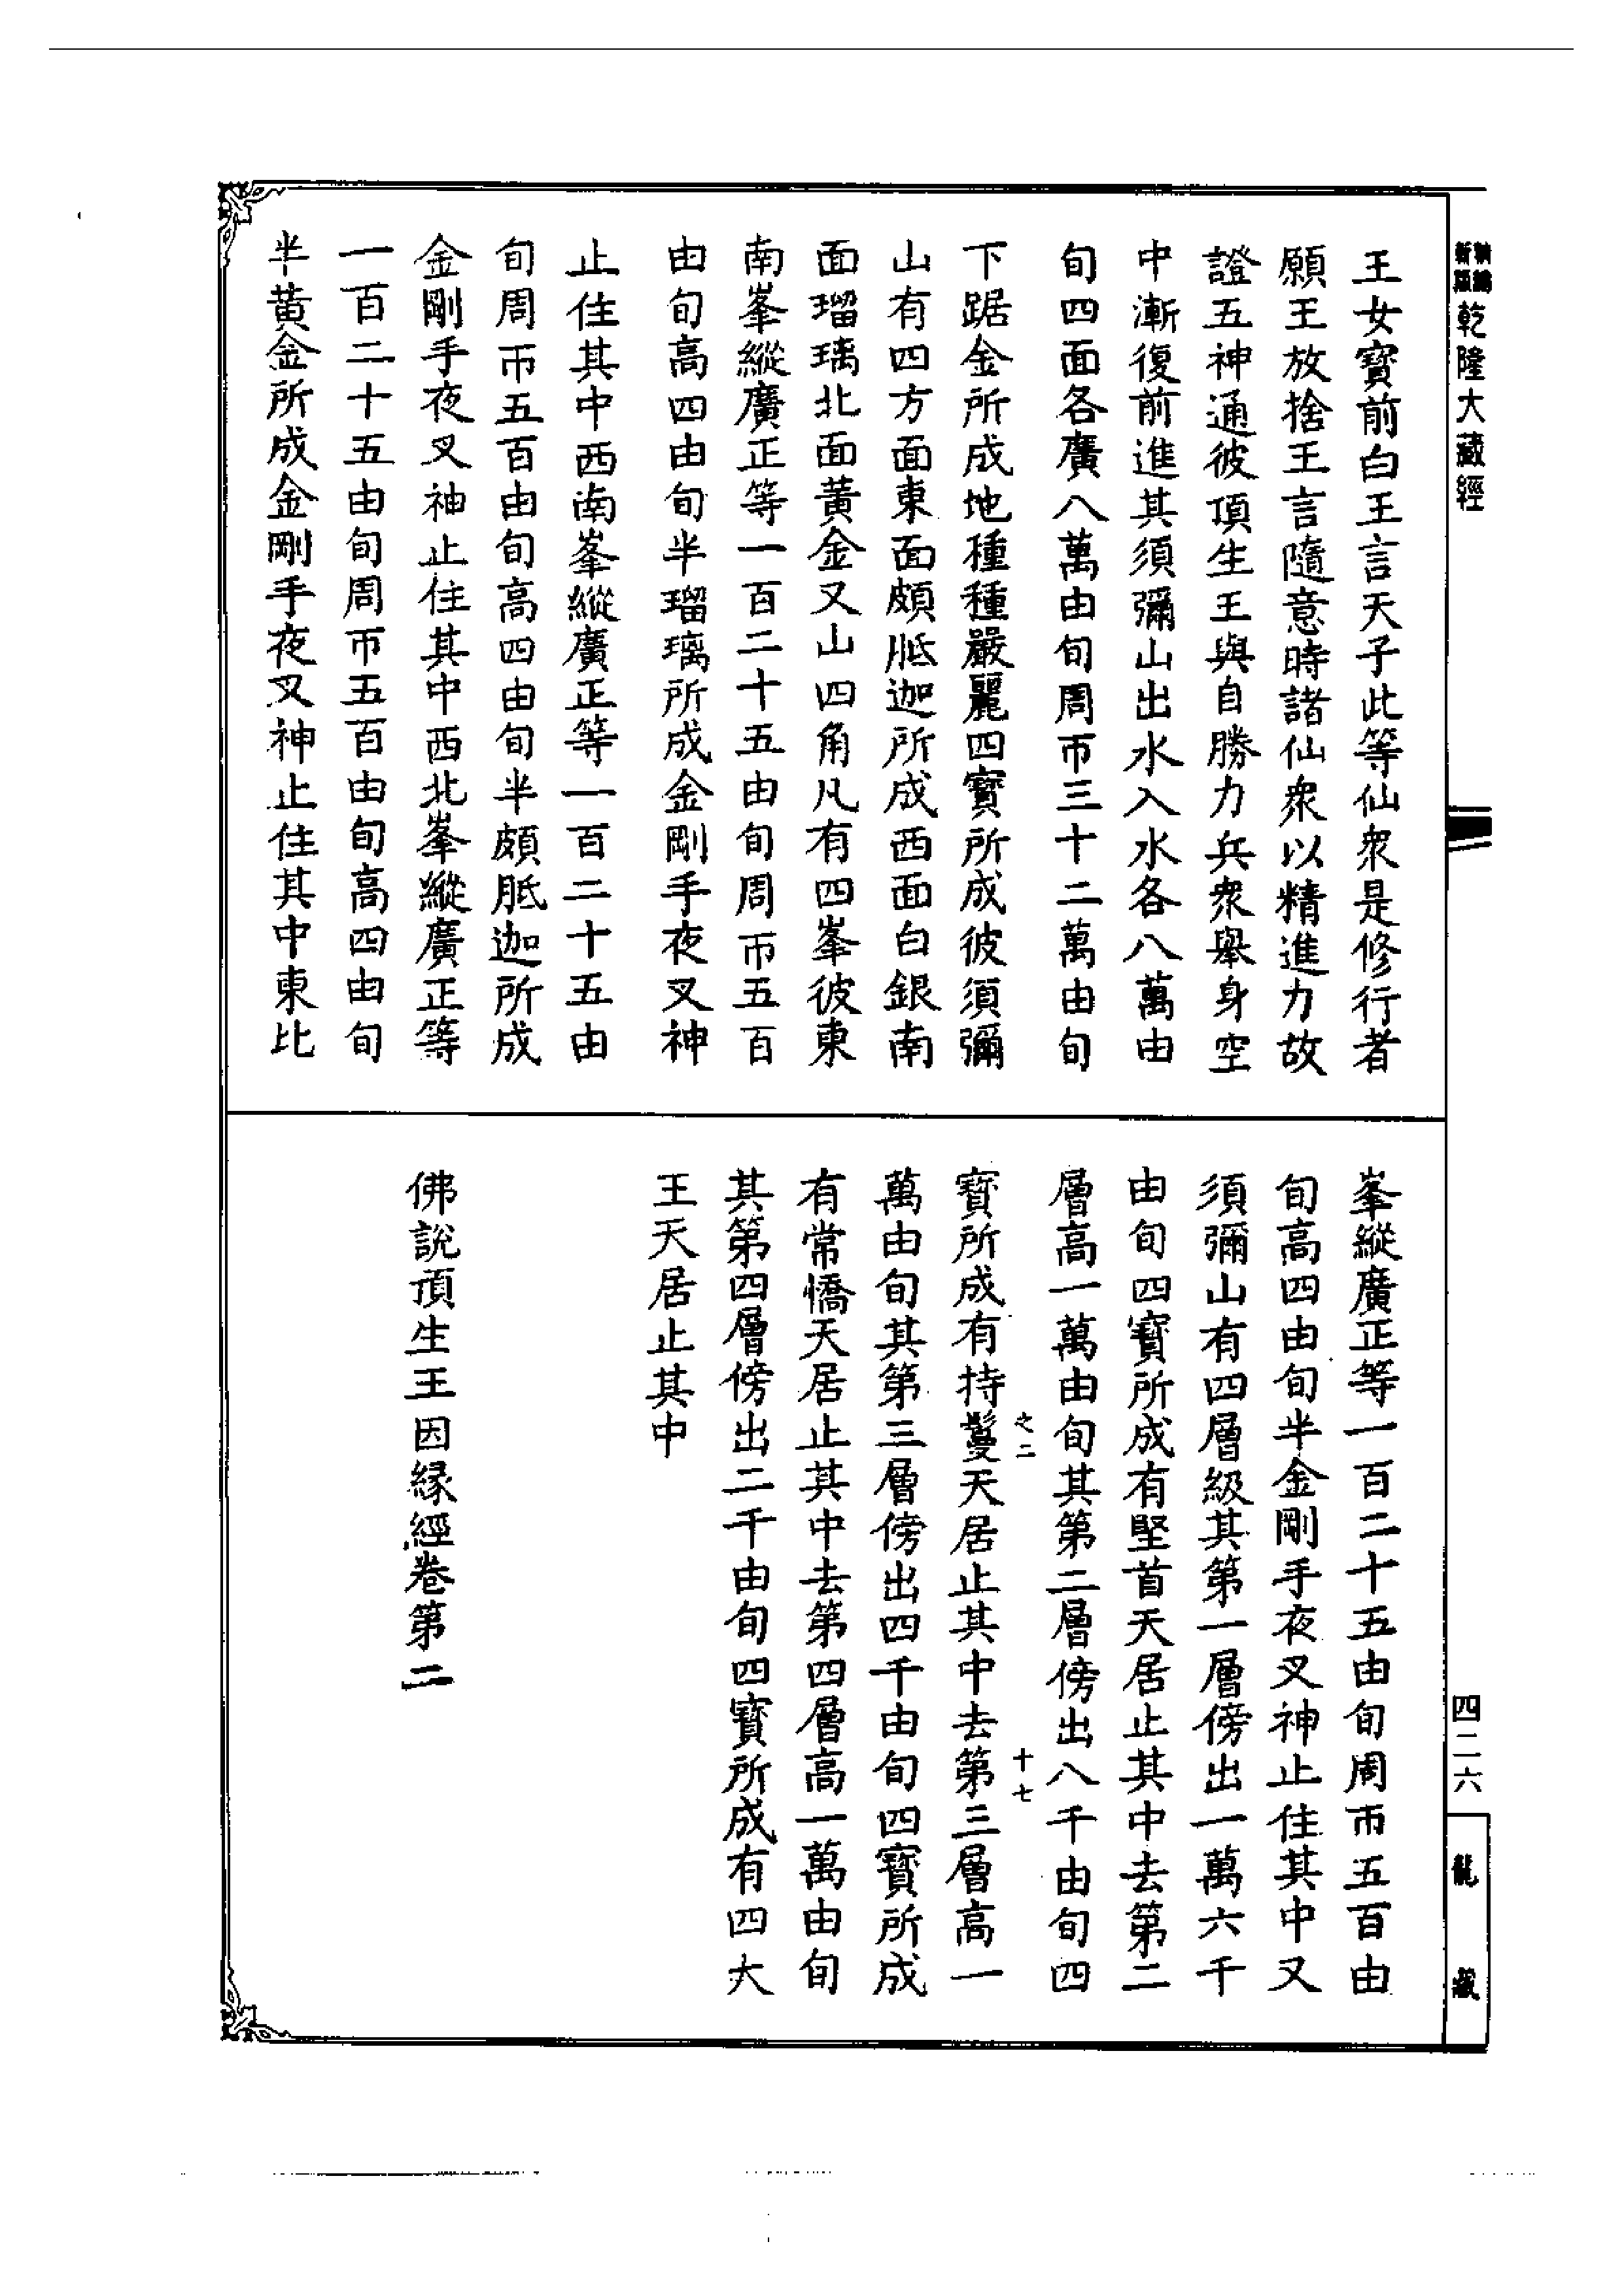 新編
縮顯
乾隆大藏經
王女寶前白王言天子此等仙衆是修行者
願王放捨王言隨意時諸仙衆以精進力故
證五神通彼頂生王與自勝力兵衆舉身空
中漸復前進其須彌山出水入水各八萬由
旬四面各廣八萬由旬周帀三十二萬由旬
下踞金所成地種種嚴麗四寶所成彼須彌
山有四方面東面頗胝迦所成西面白銀南
面瑠璃北面黃金又山四角凡有四峯彼東
南峯縱廣正等一百二十五由旬周帀五百
由旬高四由旬半瑠璃所成金剛手夜叉神
止住其中西南峯縱廣正等一百二十五由
旬周帀五百由旬高四由旬半頗胝迦所成
金剛手夜叉神止住其中西北峯縱廣正等
一百二十五由旬周帀五百由旬高四由旬
半黃金所成金剛手夜叉神止住其中東北
峯縱廣正等一百二十五由旬周帀五百由
旬高四由旬半金剛手夜叉神止住其中又
須彌山有四層級其第一層傍出一萬六千
由旬四寶所成有堅首天居止其中去第二
層高一萬由旬其第二層傍出八千由旬四
之二 十七
寶所成有持鬘天居止其中去第三層高一
萬由旬其第三層傍出四千由旬四寶所成
有常憍天居止其中去第四層高一萬由旬
其第四層傍出二千由旬四寶所成有四大
王天居止其中
佛說頂生王因緣經卷第二
四二六
龍藏